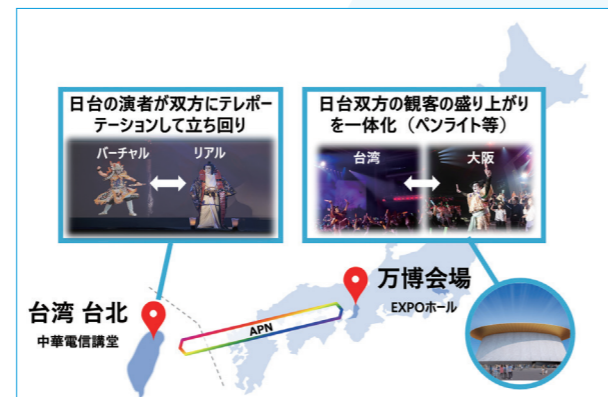 日台の演者が双方にテレポー
テーションして立ち回り
バーチャル
リアル
日台双方の観客の盛り上がり
を一体化（ペンライト等）
台湾
大阪
万博会場
EXPOホール
台湾 台北
中華電信講堂
APN